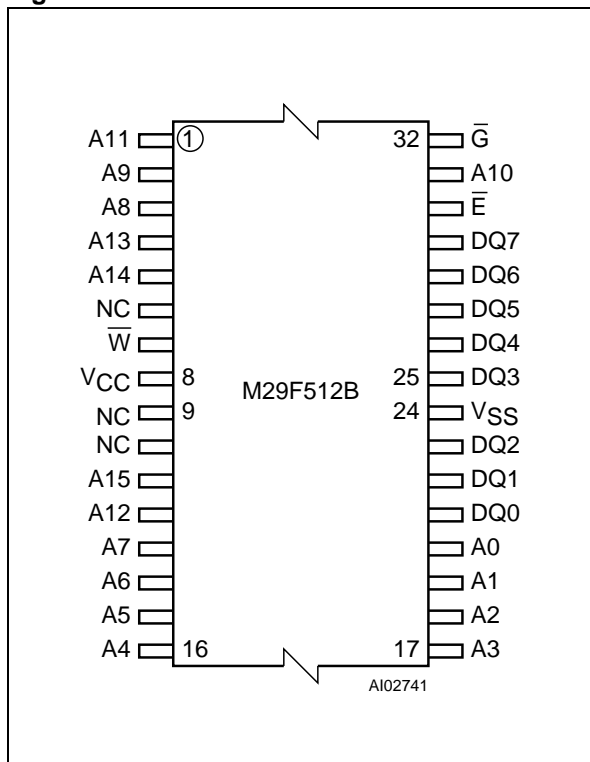 A11 ① 32 G̅
A9 A10
A8 E̅
A13 DQ7
A14 DQ6
NC DQ5
W̅ DQ4
VCC 8 M29F512B 25 DQ3
NC 9 24 VSS
NC DQ2
A15 DQ1
A12 DQ0
A7 A0
A6 A1
A5 A2
A4 16 17 A3
AI02741